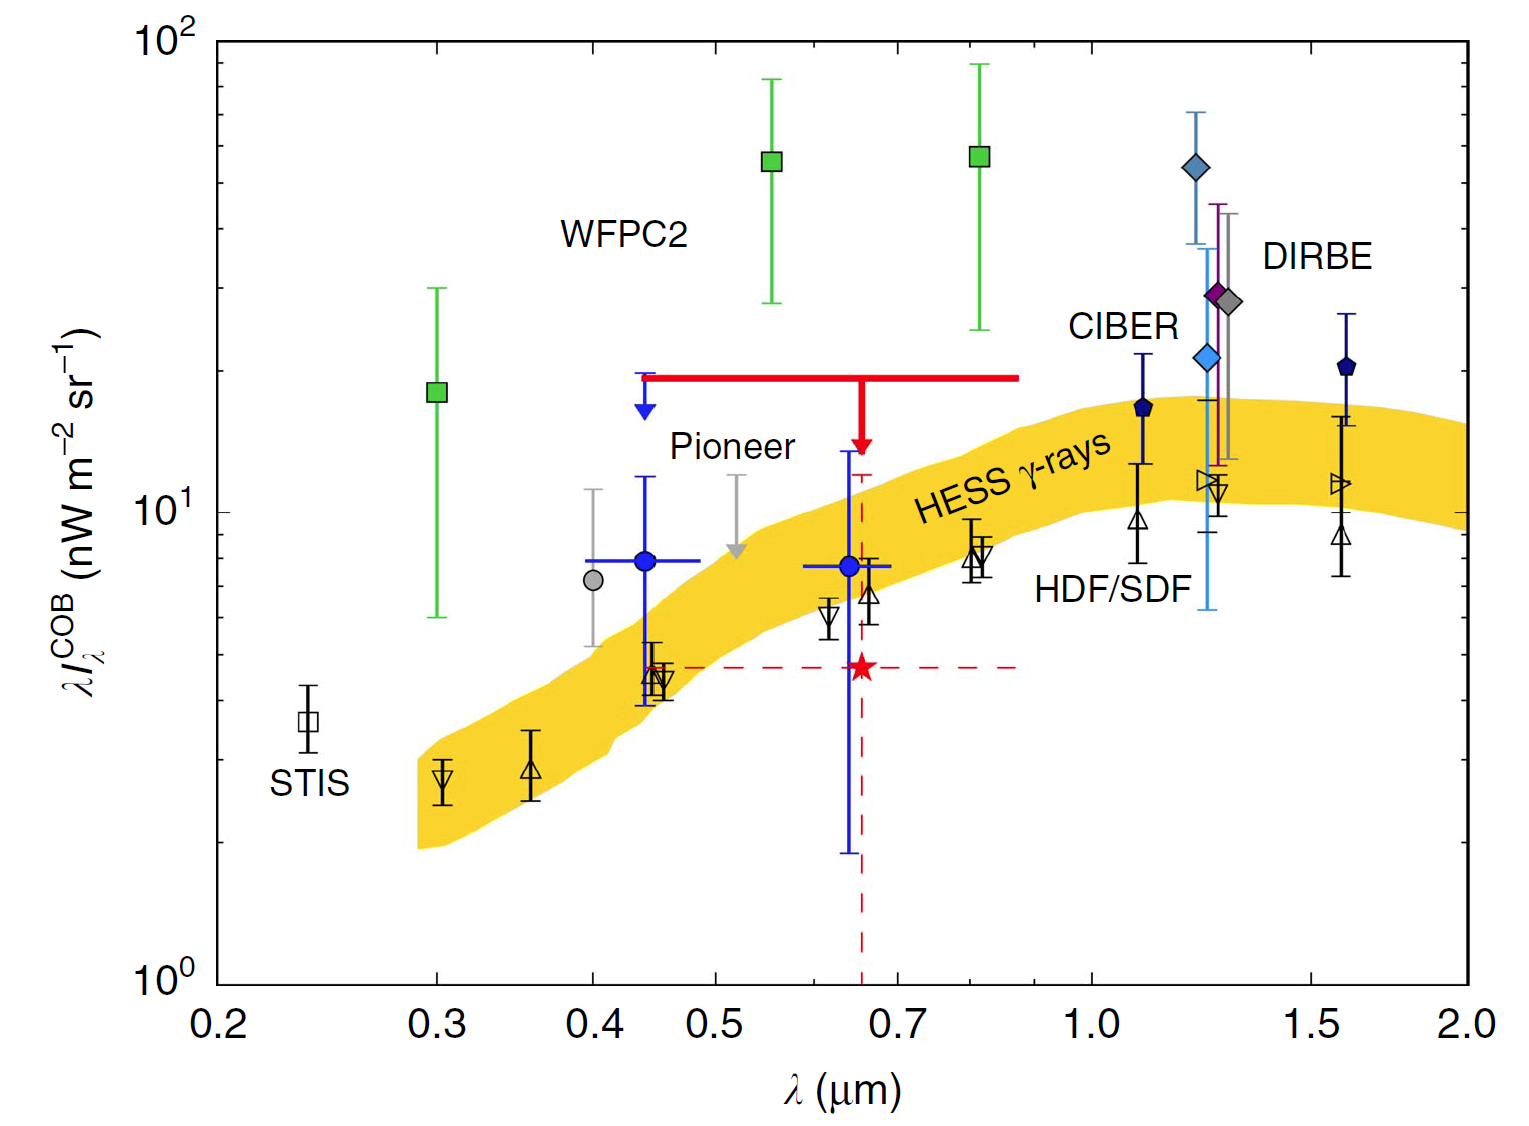 10²
WFPC2
DIRBE
CIBER
Pioneer
HESS γ-rays
10¹
HDF/SDF
STIS
10⁰
λI_λ^COB (nW m⁻² sr⁻¹)
0.2 0.3 0.4 0.5 0.7 1.0 1.5 2.0
λ (μm)